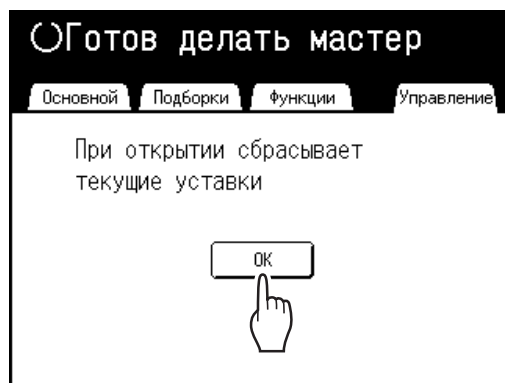 Готов делать мастер
Основной Подборки Функции Управление
При открытии сбрасывает
текущие уставки
OK